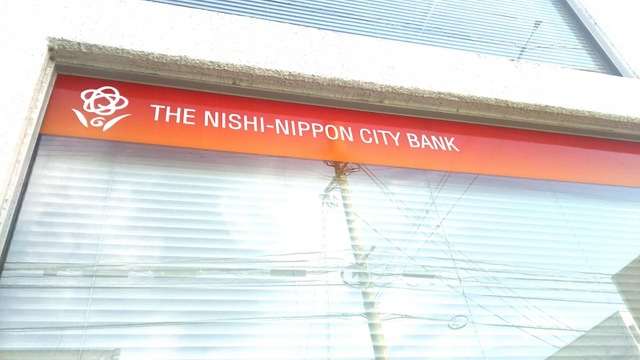 THE NISHI-NIPPON CITY BANK